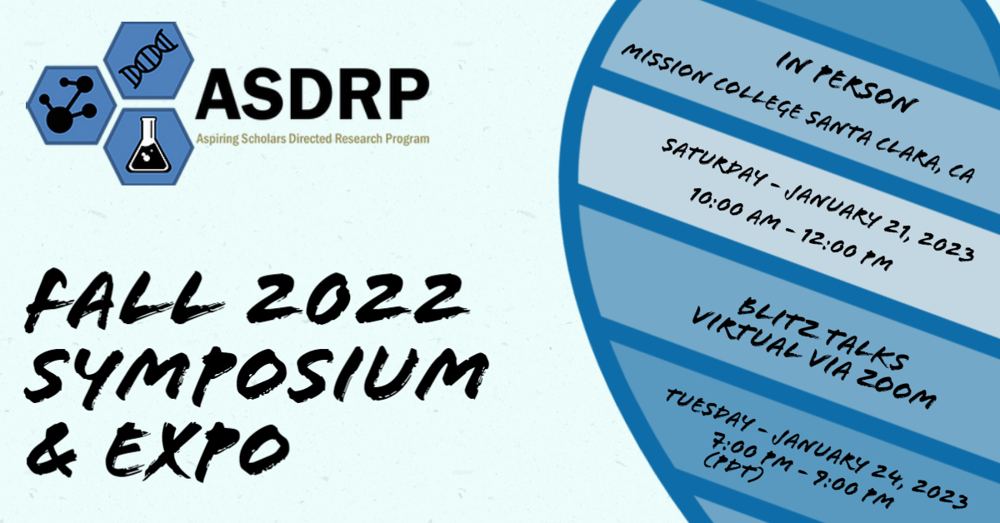 ASDRP
Aspiring Scholars Directed Research Program
FALL 2022
SYMPOSIUM
& EXPO
IN PERSON
MISSION COLLEGE SANTA CLARA, CA
SATURDAY - JANUARY 21, 2023
10:00 AM - 12:00 PM
BLITZ TALKS
VIRTUAL VIA ZOOM
TUESDAY - JANUARY 24, 2023
7:00 PM - 9:00 PM
(PDT)